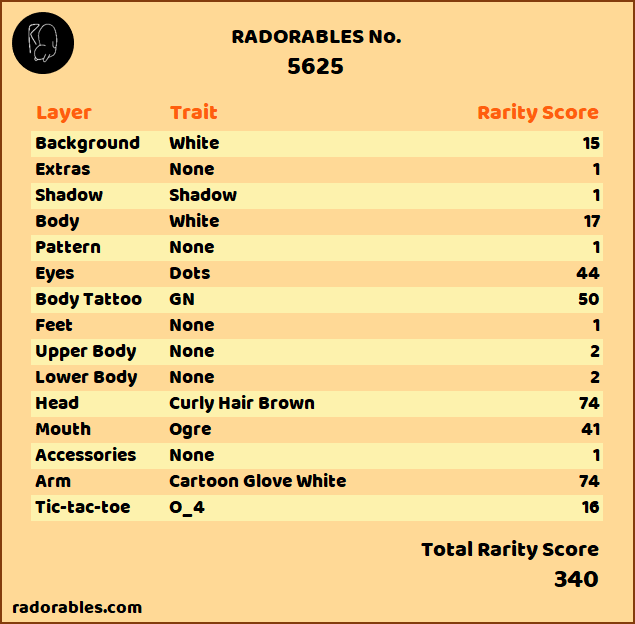 RADORABLES No.
5625
Layer Trait Rarity Score
Background White 15
Extras None 1
Shadow Shadow 1
Body White 17
Pattern None 1
Eyes Dots 44
Body Tattoo GN 50
Feet None 1
Upper Body None 2
Lower Body None 2
Head Curly Hair Brown 74
Mouth Ogre 41
Accessories None 1
Arm Cartoon Glove White 74
Tic-tac-toe O_4 16
Total Rarity Score
340
radorables.com